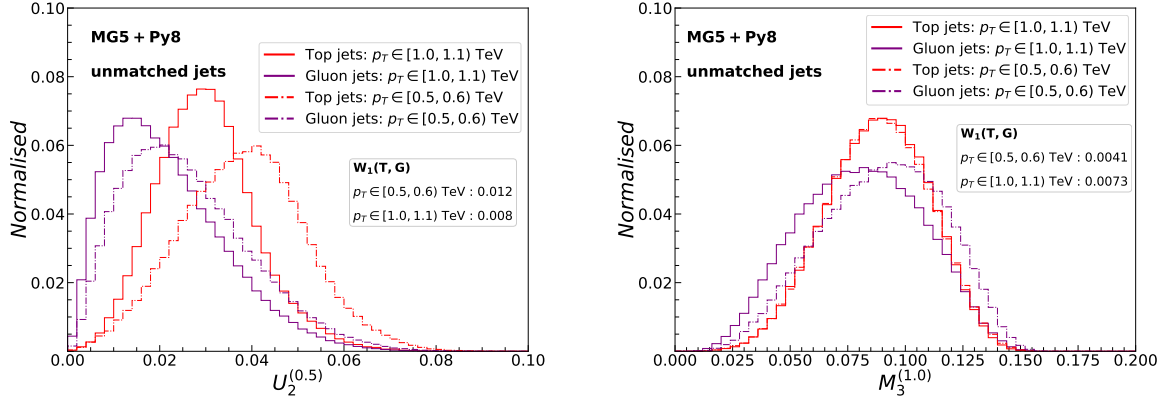 MG5 + Py8
unmatched jets
Top jets: p_T ∈ [1.0, 1.1) TeV
Gluon jets: p_T ∈ [1.0, 1.1) TeV
Top jets: p_T ∈ [0.5, 0.6) TeV
Gluon jets: p_T ∈ [0.5, 0.6) TeV
W₁(T, G)
p_T ∈ [0.5, 0.6) TeV : 0.012
p_T ∈ [1.0, 1.1) TeV : 0.008
Normalised
0.10
0.08
0.06
0.04
0.02
0.00 0.02 0.04 0.06 0.08 0.10
U₂^(0.5)
MG5 + Py8
unmatched jets
Top jets: p_T ∈ [1.0, 1.1) TeV
Gluon jets: p_T ∈ [1.0, 1.1) TeV
Top jets: p_T ∈ [0.5, 0.6) TeV
Gluon jets: p_T ∈ [0.5, 0.6) TeV
W₁(T, G)
p_T ∈ [0.5, 0.6) TeV : 0.0041
p_T ∈ [1.0, 1.1) TeV : 0.0073
Normalised
0.10
0.08
0.06
0.04
0.02
0.000 0.025 0.050 0.075 0.100 0.125 0.150 0.175 0.200
M₃^(1.0)